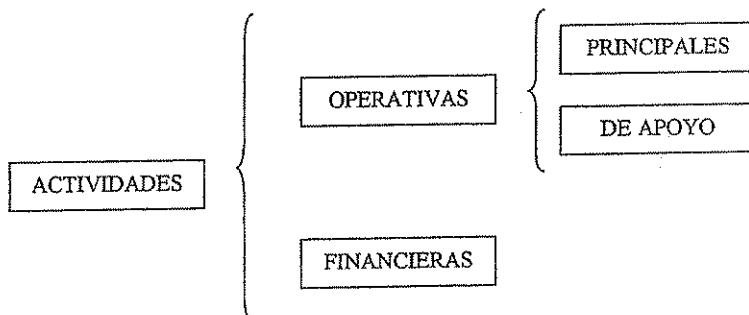 PRINCIPALES
OPERATIVAS
DE APOYO
ACTIVIDADES
FINANCIERAS